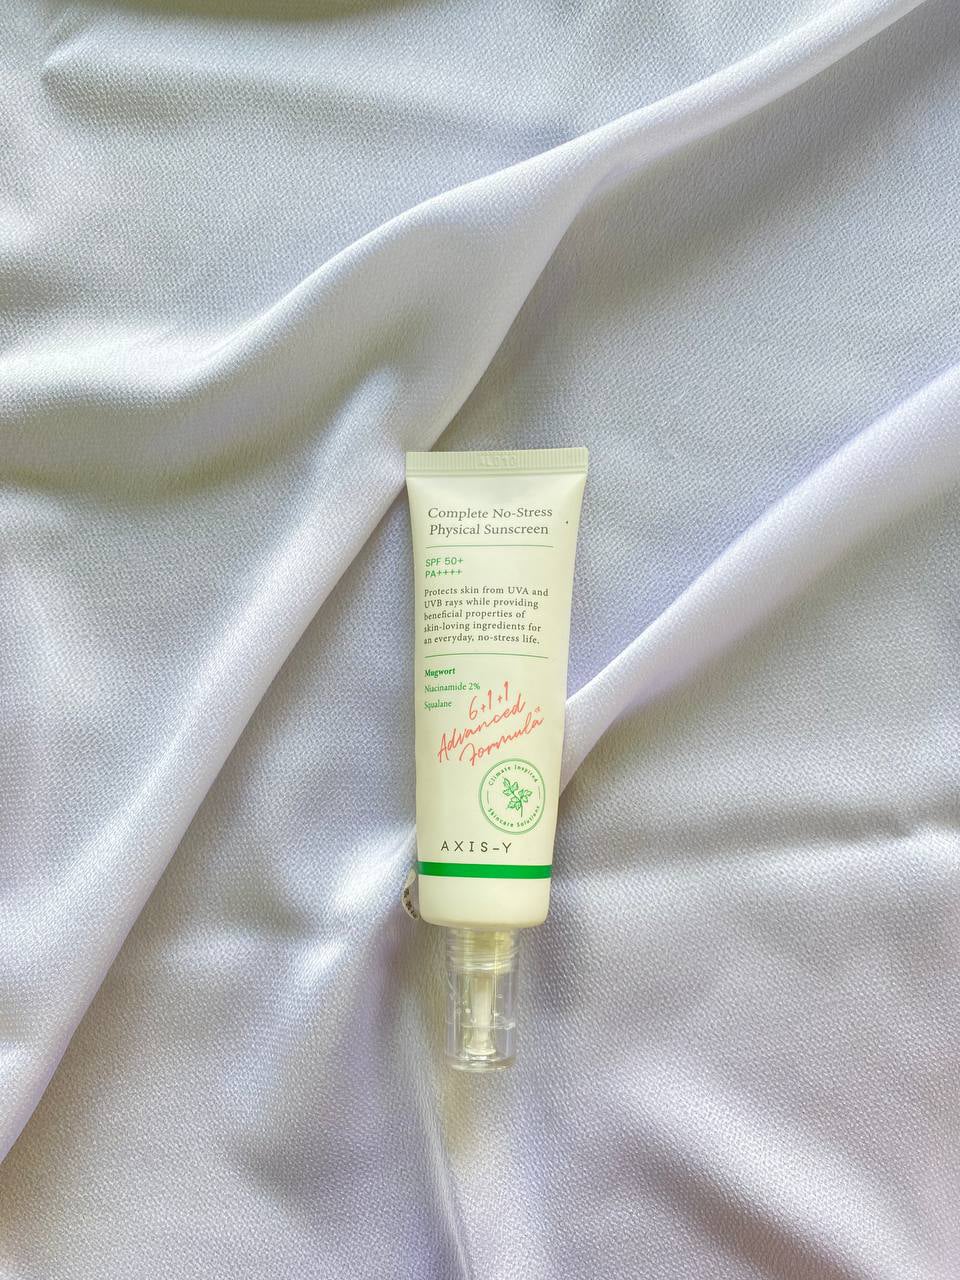 Complete No-Stress
Physical Sunscreen
SPF 50+
PA++++
Protects skin from UVA and
UVB rays while providing
beneficial properties of
skin-loving ingredients for
an everyday, no-stress life.
Mugwort
Niacinamide 2%
Squalane
6+1+1
Advanced
Formula
Climate Inspired
Skincare Solutions
AXIS-Y